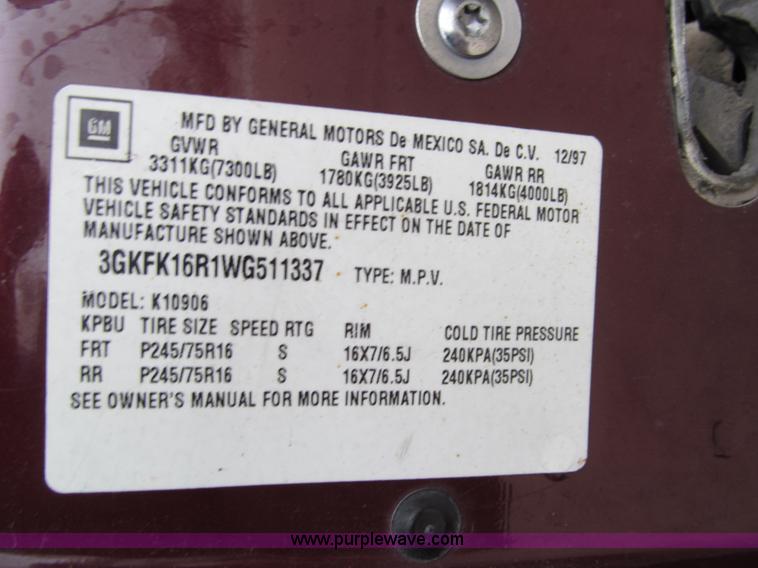 GM
MFD BY GENERAL MOTORS De MEXICO SA. De C.V. 12/97
GVWR GAWR FRT GAWR RR
3311KG(7300LB) 1780KG(3925LB) 1814KG(4000LB)
THIS VEHICLE CONFORMS TO ALL APPLICABLE U.S. FEDERAL MOTOR
VEHICLE SAFETY STANDARDS IN EFFECT ON THE DATE OF
MANUFACTURE SHOWN ABOVE.
3GKFK16R1WG511337 TYPE: M.P.V.
MODEL: K10906
KPBU TIRE SIZE SPEED RTG RIM COLD TIRE PRESSURE
FRT P245/75R16 S 16X7/6.5J 240KPA(35PSI)
RR P245/75R16 S 16X7/6.5J 240KPA(35PSI)
SEE OWNER'S MANUAL FOR MORE INFORMATION.
www.purplewave.com